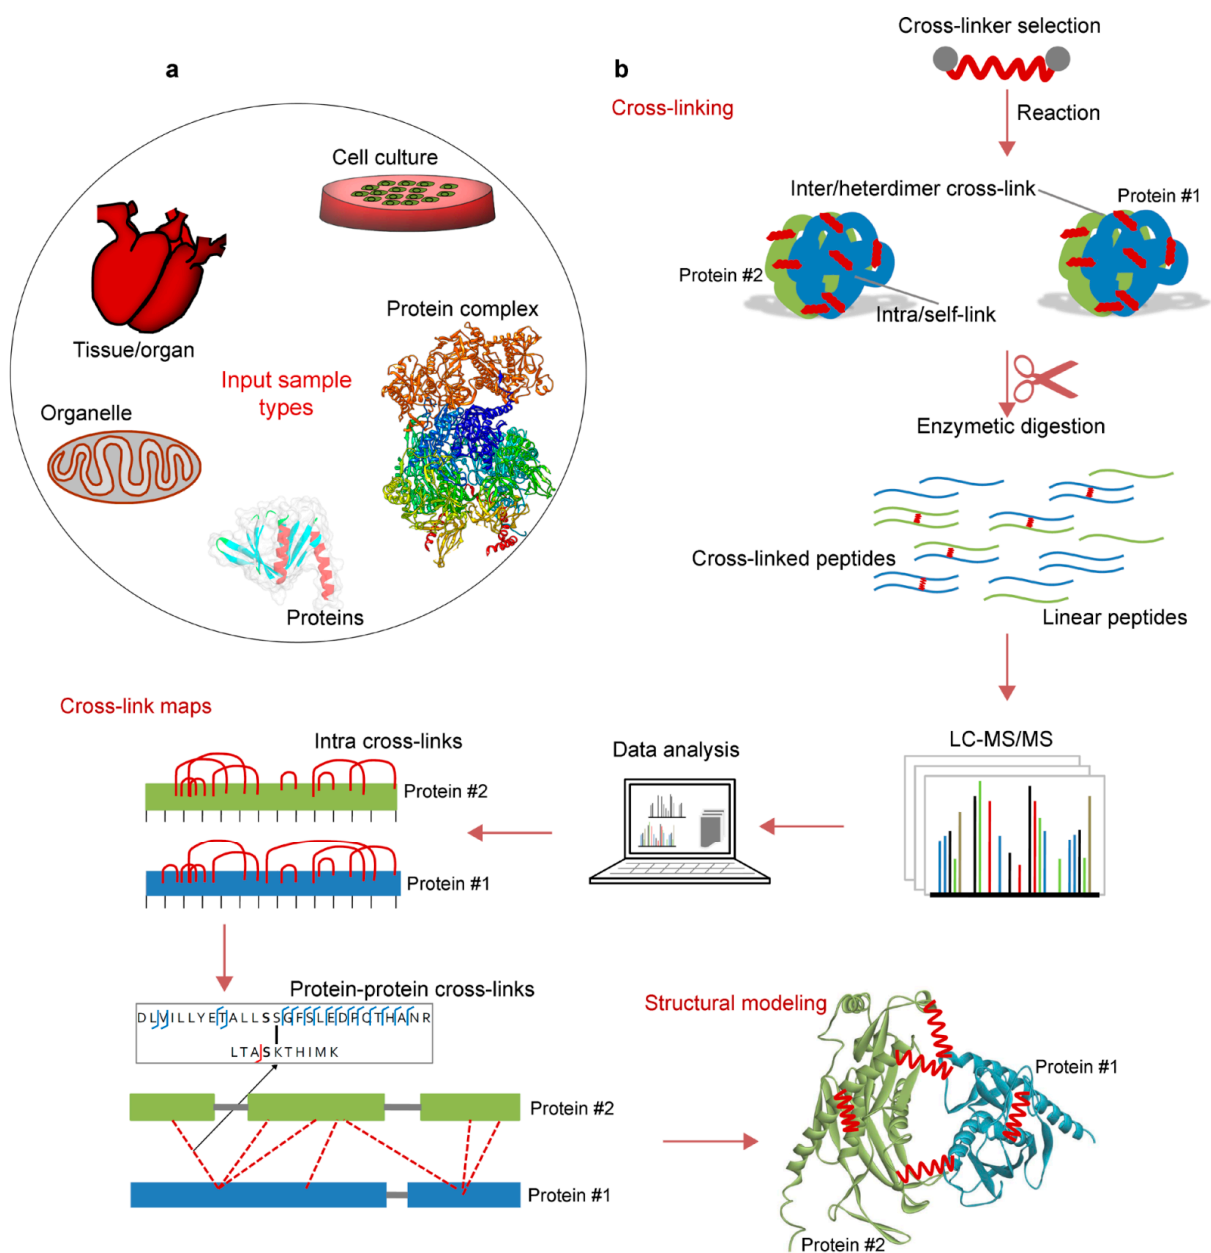 a
Cell culture
Tissue/organ
Protein complex
Input sample
types
Organelle
Proteins
b
Cross-linker selection
Cross-linking
Reaction
Inter/heterdimer cross-link
Protein #1
Protein #2
Intra/self-link
Enzymetic digestion
Cross-linked peptides
Linear peptides
LC-MS/MS
Data analysis
Cross-link maps
Intra cross-links
Protein #2
Protein #1
Protein-protein cross-links
DLVILLYETALLSSGFSLEDPQTHANR
LTASKTHIMK
Protein #2
Protein #1
Structural modeling
Protein #1
Protein #2